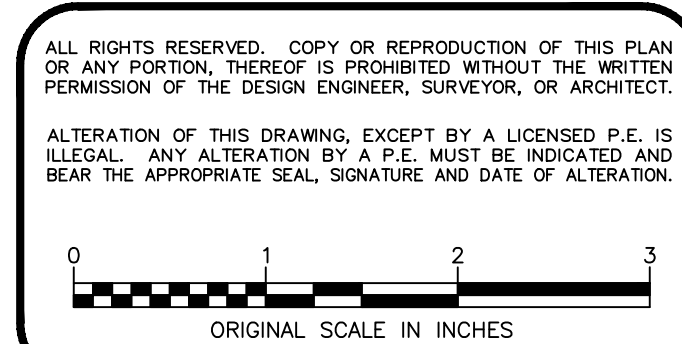 ALL RIGHTS RESERVED. COPY OR REPRODUCTION OF THIS PLAN
OR ANY PORTION, THEREOF IS PROHIBITED WITHOUT THE WRITTEN
PERMISSION OF THE DESIGN ENGINEER, SURVEYOR, OR ARCHITECT.
ALTERATION OF THIS DRAWING, EXCEPT BY A LICENSED P.E. IS
ILLEGAL. ANY ALTERATION BY A P.E. MUST BE INDICATED AND
BEAR THE APPROPRIATE SEAL, SIGNATURE AND DATE OF ALTERATION.
0 1 2 3
ORIGINAL SCALE IN INCHES